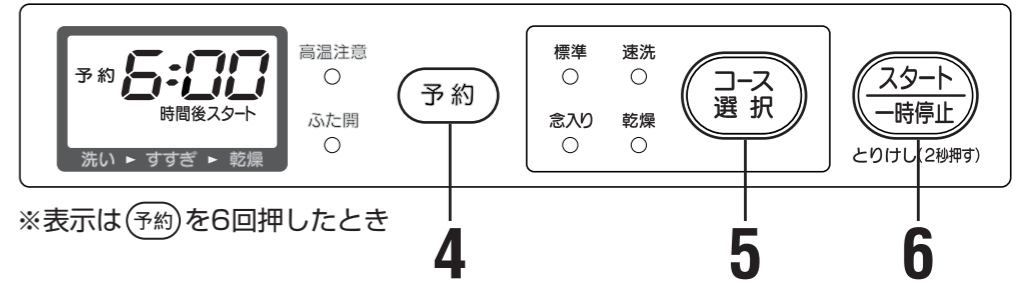 予約 6:00
時間後スタート
洗い ► すすぎ ► 乾燥
高温注意
ふた開
予約
標準 速洗
念入り 乾燥
コース
選択
スタート
一時停止
とりけし(2秒押す)
※表示は予約を6回押したとき
4 5 6